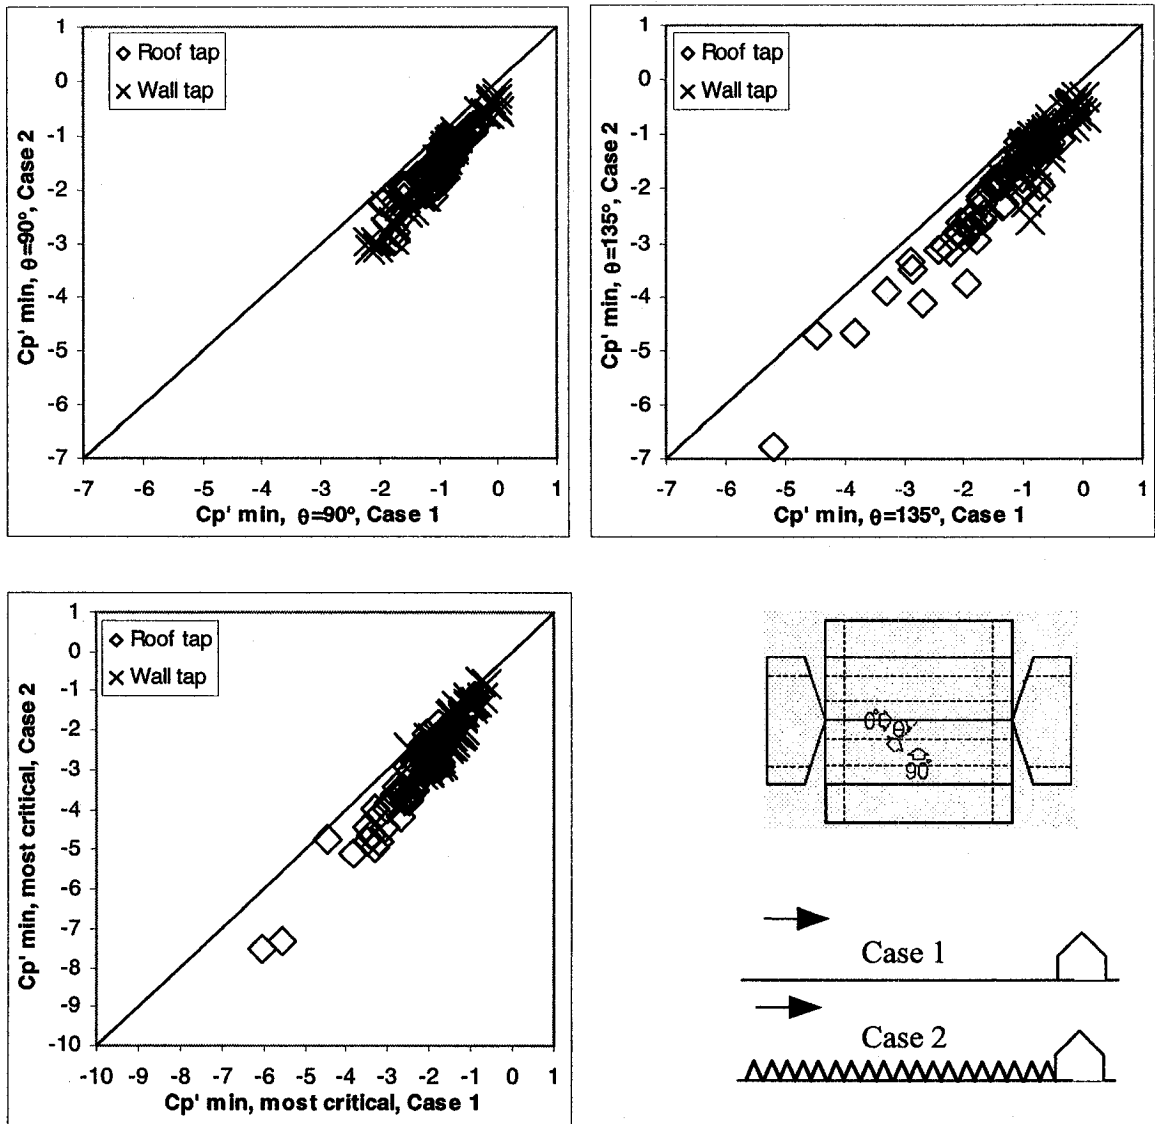 1
0
-1
-2
-3
-4
-5
-6
-7
Cp' min, θ=90º, Case 2
◇ Roof tap
× Wall tap
-7 -6 -5 -4 -3 -2 -1 0 1
Cp' min, θ=90º, Case 1
1
0
-1
-2
-3
-4
-5
-6
-7
Cp' min, θ=135º, Case 2
◇ Roof tap
× Wall tap
-7 -6 -5 -4 -3 -2 -1 0 1
Cp' min, θ=135º, Case 1
1
0
-1
-2
-3
-4
-5
-6
-7
-8
-9
-10
Cp' min, most critical, Case 2
◇ Roof tap
× Wall tap
-10 -9 -8 -7 -6 -5 -4 -3 -2 -1 0 1
Cp' min, most critical, Case 1
0° θ
90°
Case 1
Case 2